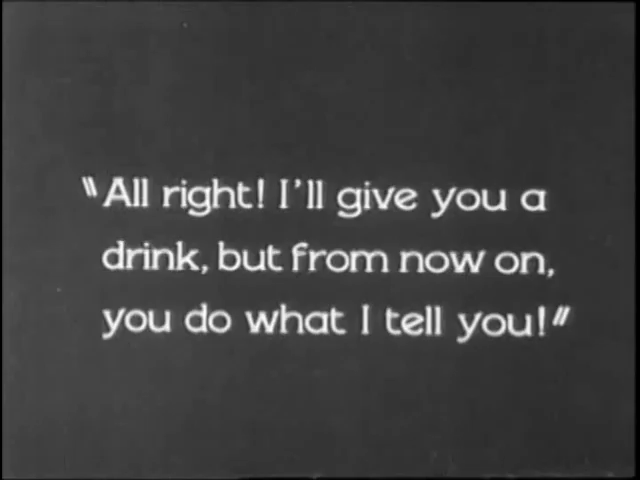 "All right! I'll give you a
drink, but from now on,
you do what I tell you!"